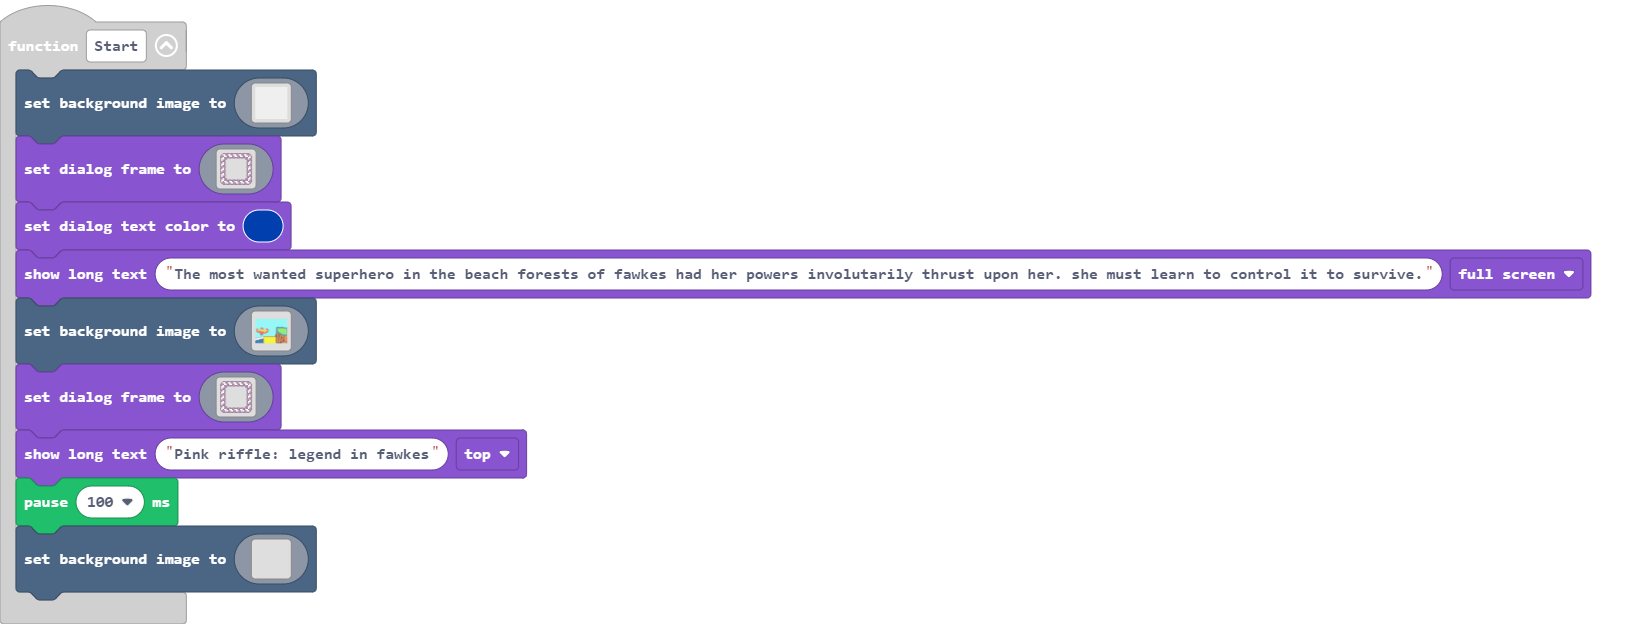 function Start
set background image to
set dialog frame to
set dialog text color to
show long text "The most wanted superhero in the beach forests of fawkes had her powers involutarily thrust upon her. she must learn to control it to survive." full screen
set background image to
set dialog frame to
show long text "Pink riffle: legend in fawkes" top
pause 100 ms
set background image to